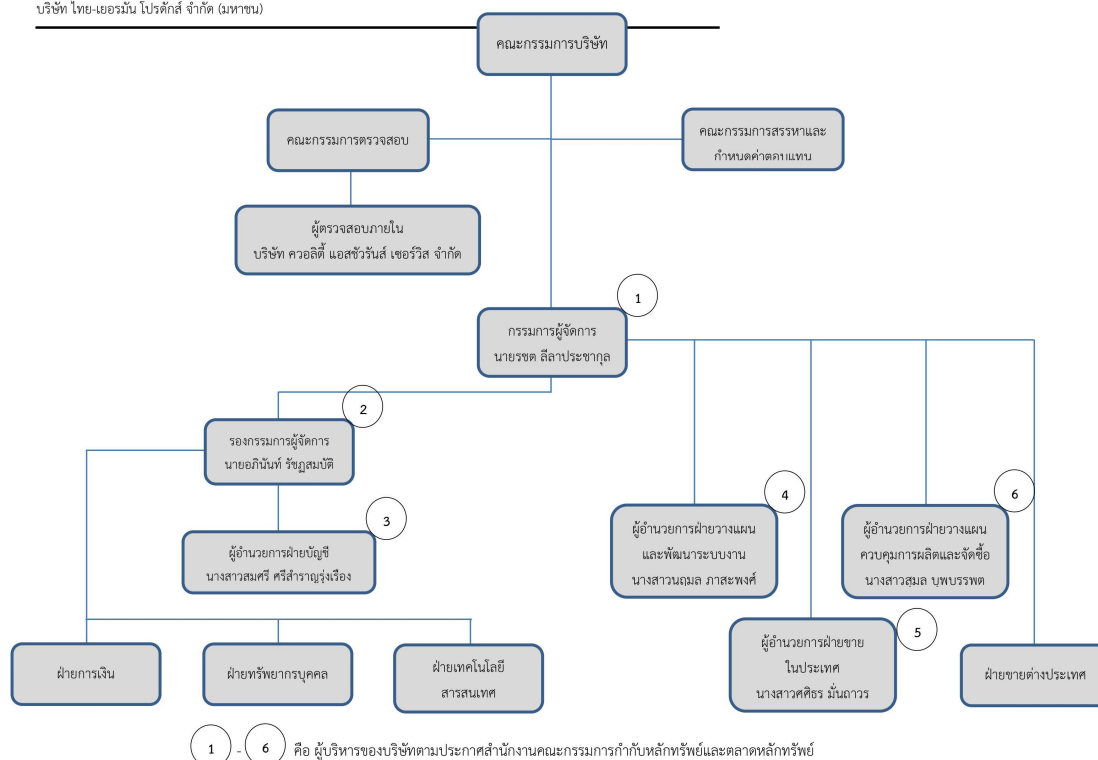 บริษัท ไทย-เยอรมัน โปรดักส์ จำกัด (มหาชน)
คณะกรรมการบริษัท
คณะกรรมการตรวจสอบ
คณะกรรมการสรรหาและ
กำหนดค่าตอบแทน
ผู้ตรวจสอบภายใน
บริษัท ควอลิตี้ แอสชัวรันส์ เซอร์วิส จำกัด
1
กรรมการผู้จัดการ
นายรชต ลีลาประชากุล
2
รองกรรมการผู้จัดการ
นายอภินันท์ รัชฎสมบัติ
3
ผู้อำนวยการฝ่ายบัญชี
นางสาวสมศรี ศรีสำราญรุ่งเรือง
4
ผู้อำนวยการฝ่ายวางแผน
และพัฒนาระบบงาน
นางสาวนฤมล ภาสะพงศ์
6
ผู้อำนวยการฝ่ายวางแผน
ควบคุมการผลิตและจัดซื้อ
นางสาวสุมล บุพบรรพต
5
ผู้อำนวยการฝ่ายขาย
ในประเทศ
นางสาวศศิธร มั่นถาวร
ฝ่ายการเงิน
ฝ่ายทรัพยากรบุคคล
ฝ่ายเทคโนโลยี
สารสนเทศ
ฝ่ายขายต่างประเทศ
1 - 6 คือ ผู้บริหารของบริษัทตามประกาศสำนักงานคณะกรรมการกำกับหลักทรัพย์และตลาดหลักทรัพย์